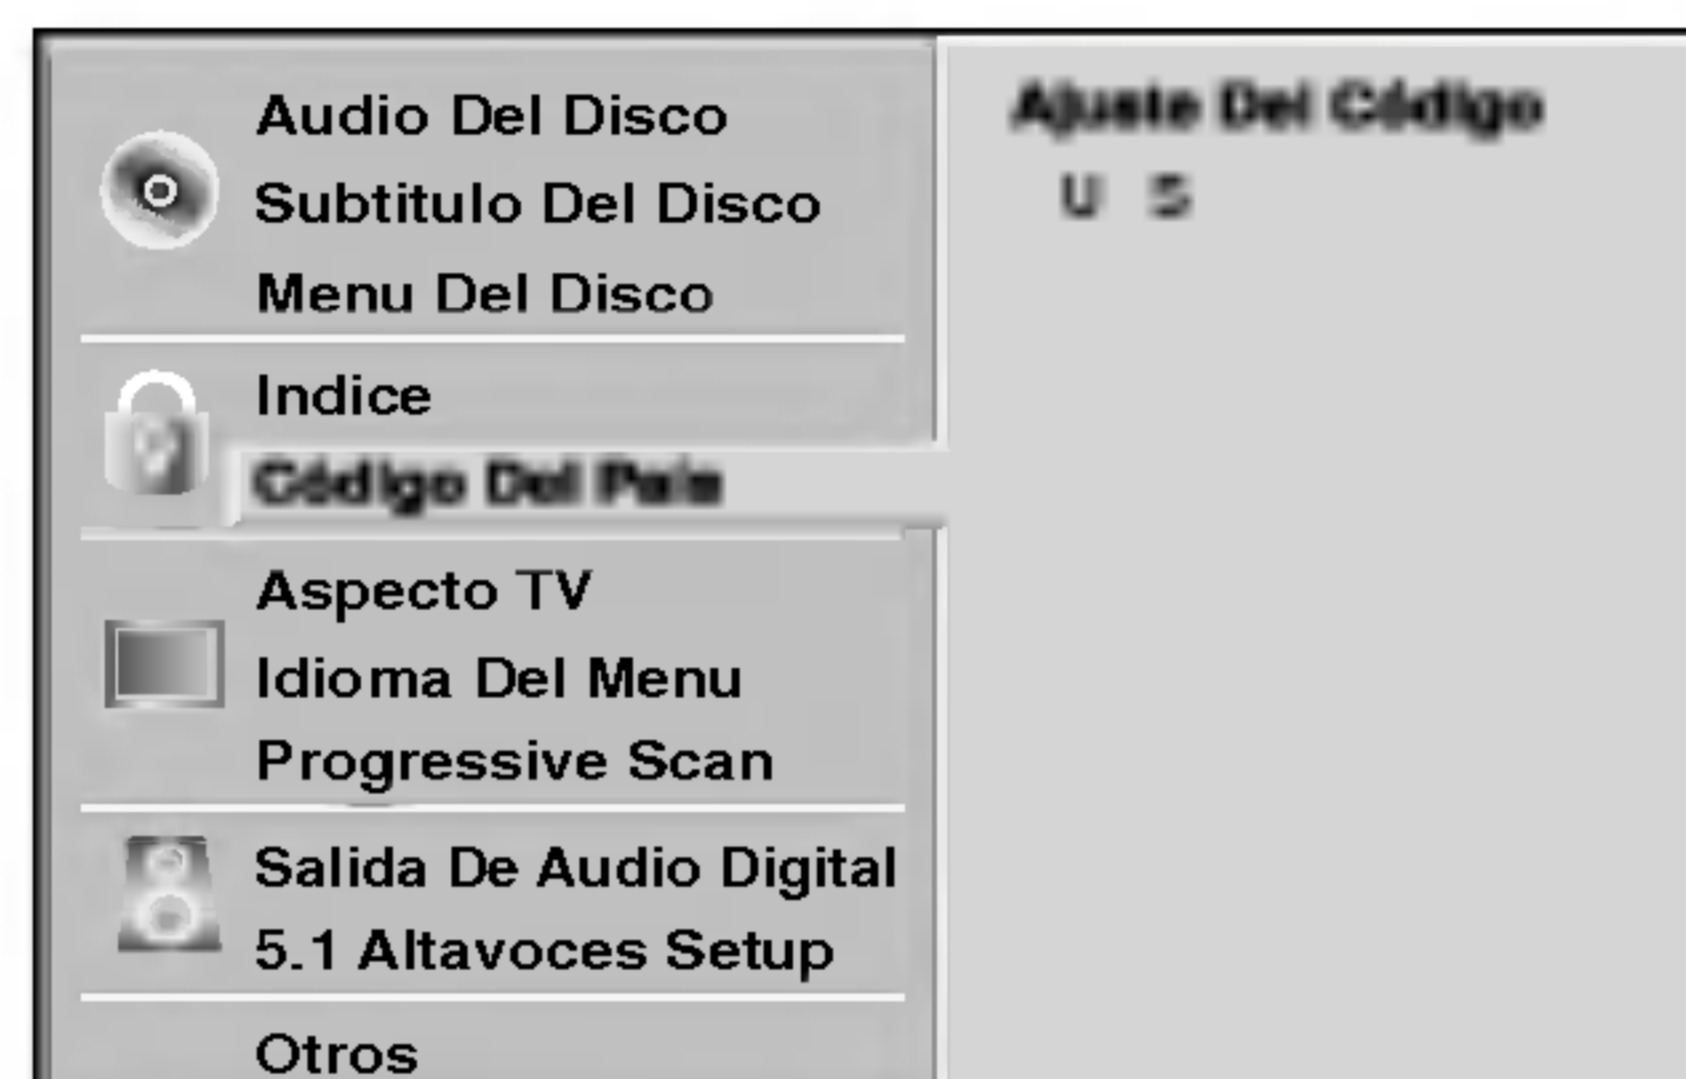 Audio Del Disco
Subtitulo Del Disco
Menu Del Disco
Indice
Código Del Pais
Aspecto TV
Idioma Del Menu
Progressive Scan
Salida De Audio Digital
5.1 Altavoces Setup
Otros
Ajuste Del Código
U S